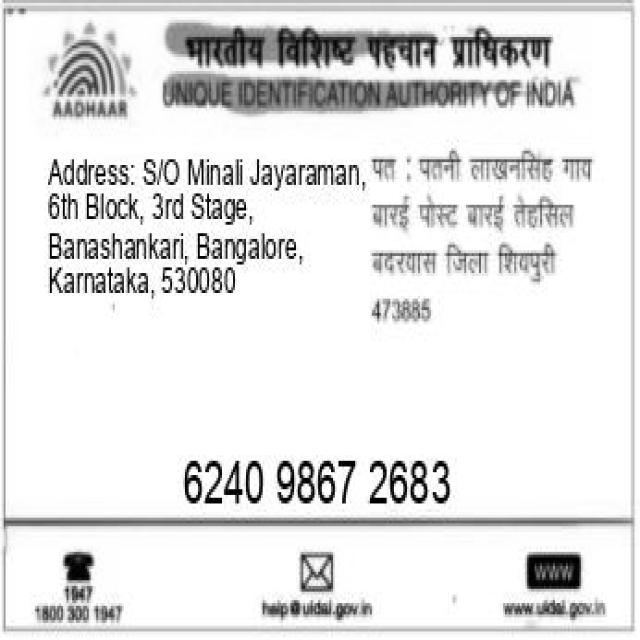 भारतीय विशिष्ट पहचान प्राधिकरण
AADHAAR
UNIQUE IDENTIFICATION AUTHORITY OF INDIA
Address: S/O Minali Jayaraman,
6th Block, 3rd Stage,
Banashankari, Bangalore,
Karnataka, 530080
पत : पतनी लाखनसिंह गाय
बारई पोस्ट बारई तेहसिल
बदरवास जिला शिवपुरी
473885
6240 9867 2683
1947
1800 300 1947
help@uidai.gov.in
WWW
www.uidai.gov.in